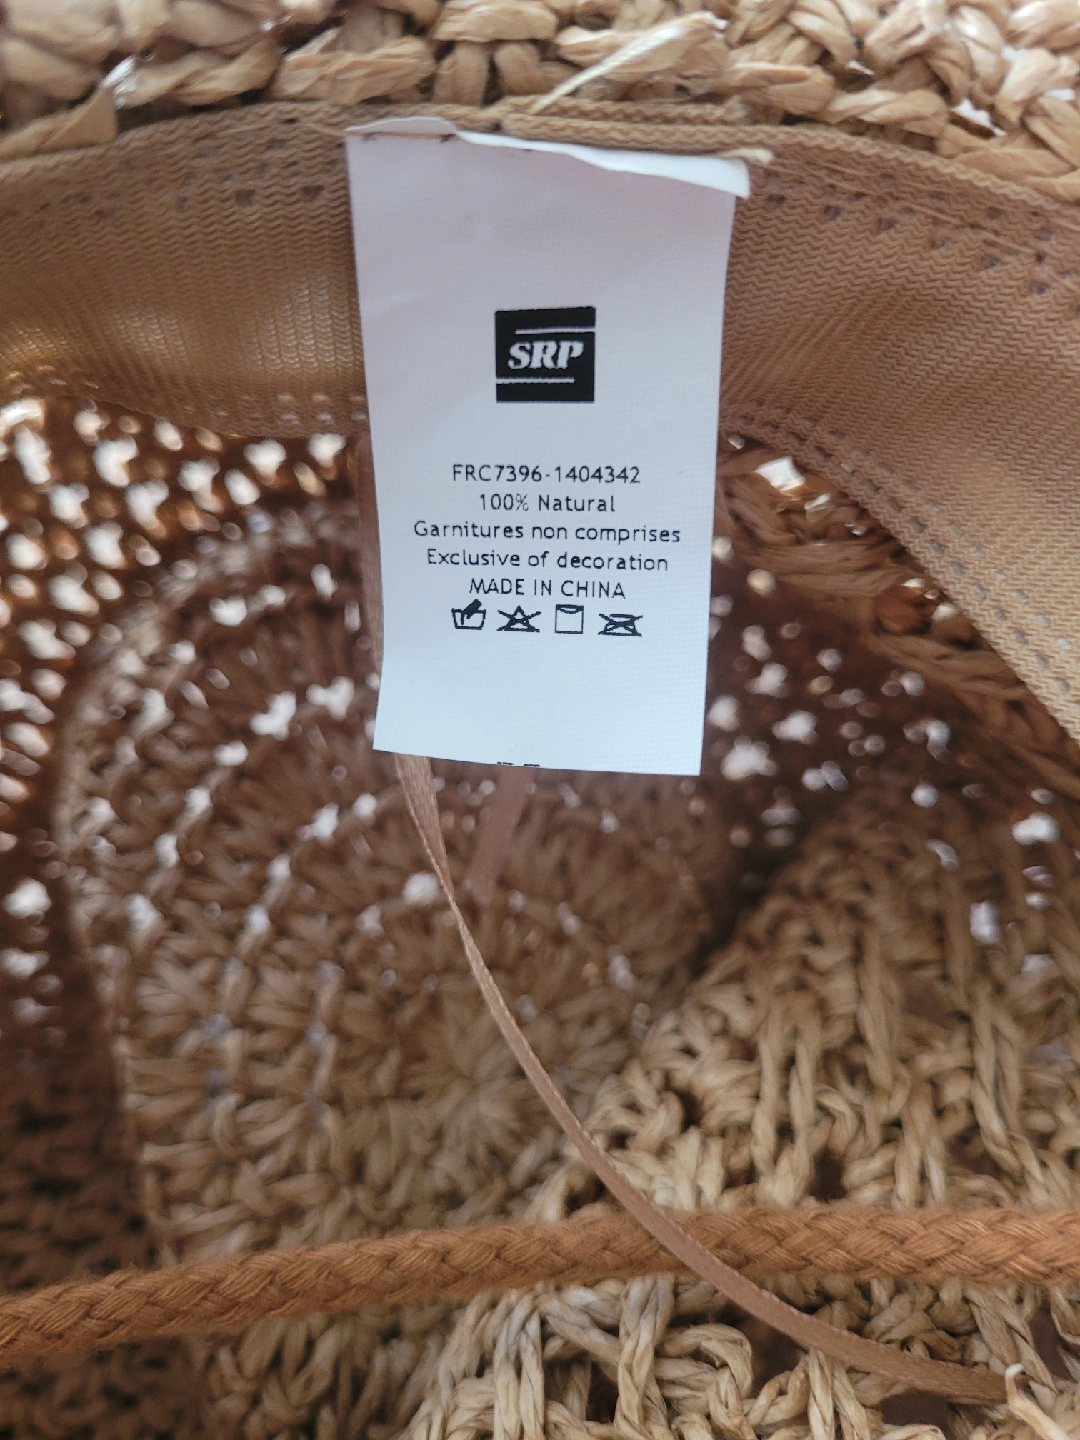 SRP
FRC7396-1404342
100% Natural
Garnitures non comprises
Exclusive of decoration
MADE IN CHINA